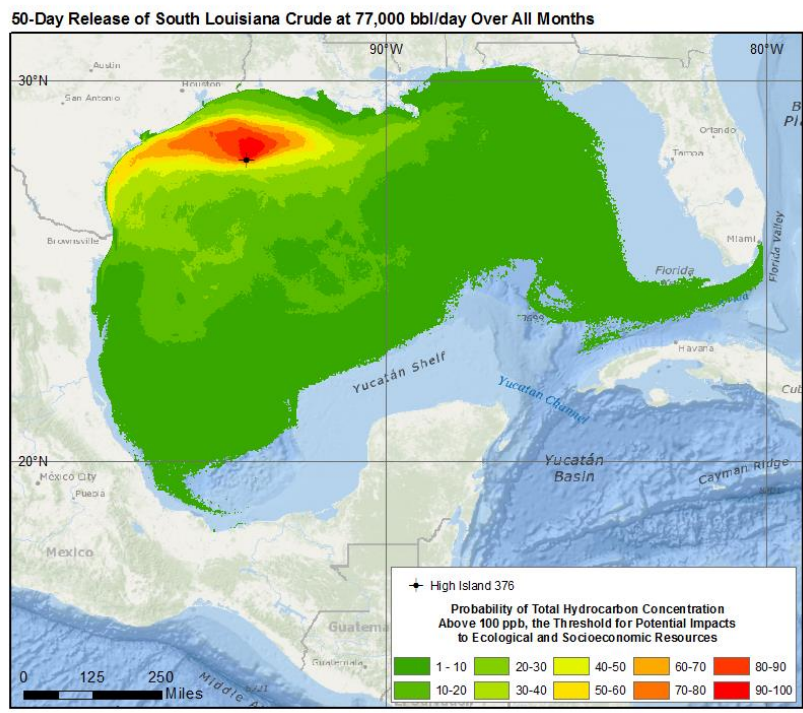 50-Day Release of South Louisiana Crude at 77,000 bbl/day Over All Months
90°W
80°W
30°N
Austin
Houston
San Antonio
Orlando
Tampa
Brownsville
Miami
Florida
Florida Valley
Havana
Yucatán Shelf
Yucatan Channel
20°N
Mexico City
Puebla
Yucatán
Basin
Cayman Ridge
Mexico
High Island 376
Probability of Total Hydrocarbon Concentration
Above 100 ppb, the Threshold for Potential Impacts
to Ecological and Socioeconomic Resources
1 - 10
20-30
40-50
60-70
80-90
10-20
30-40
50-60
70-80
90-100
Guatemala
0 125 250
Miles